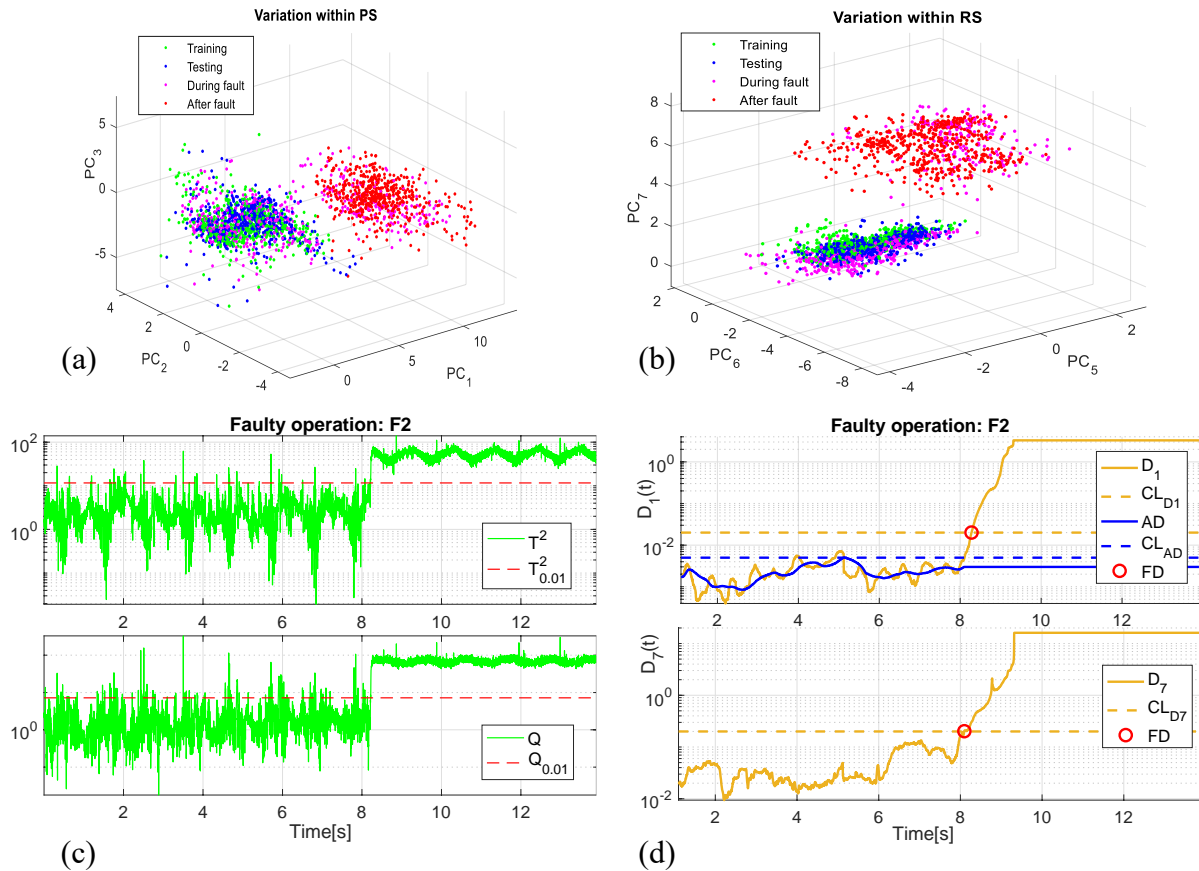 Variation within PS
Training
Testing
During fault
After fault
5
0
-5
PC3
4
2
0
-2
-4
PC2
0
5
10
PC1
(a)
Variation within RS
Training
Testing
During fault
After fault
8
6
4
2
0
PC7
2
0
-2
-4
-6
-8
PC6
-4
-2
0
2
PC5
(b)
Faulty operation: F2
10^2
10^0
T^2
T^2_0.01
2 4 6 8 10 12
10^0
Q
Q_0.01
2 4 6 8 10 12
Time[s]
(c)
Faulty operation: F2
D1(t)
10^0
10^-2
D1
CL_D1
AD
CL_AD
FD
2 4 6 8 10 12
D7(t)
10^0
10^-2
D7
CL_D7
FD
2 4 6 8 10 12
Time[s]
(d)